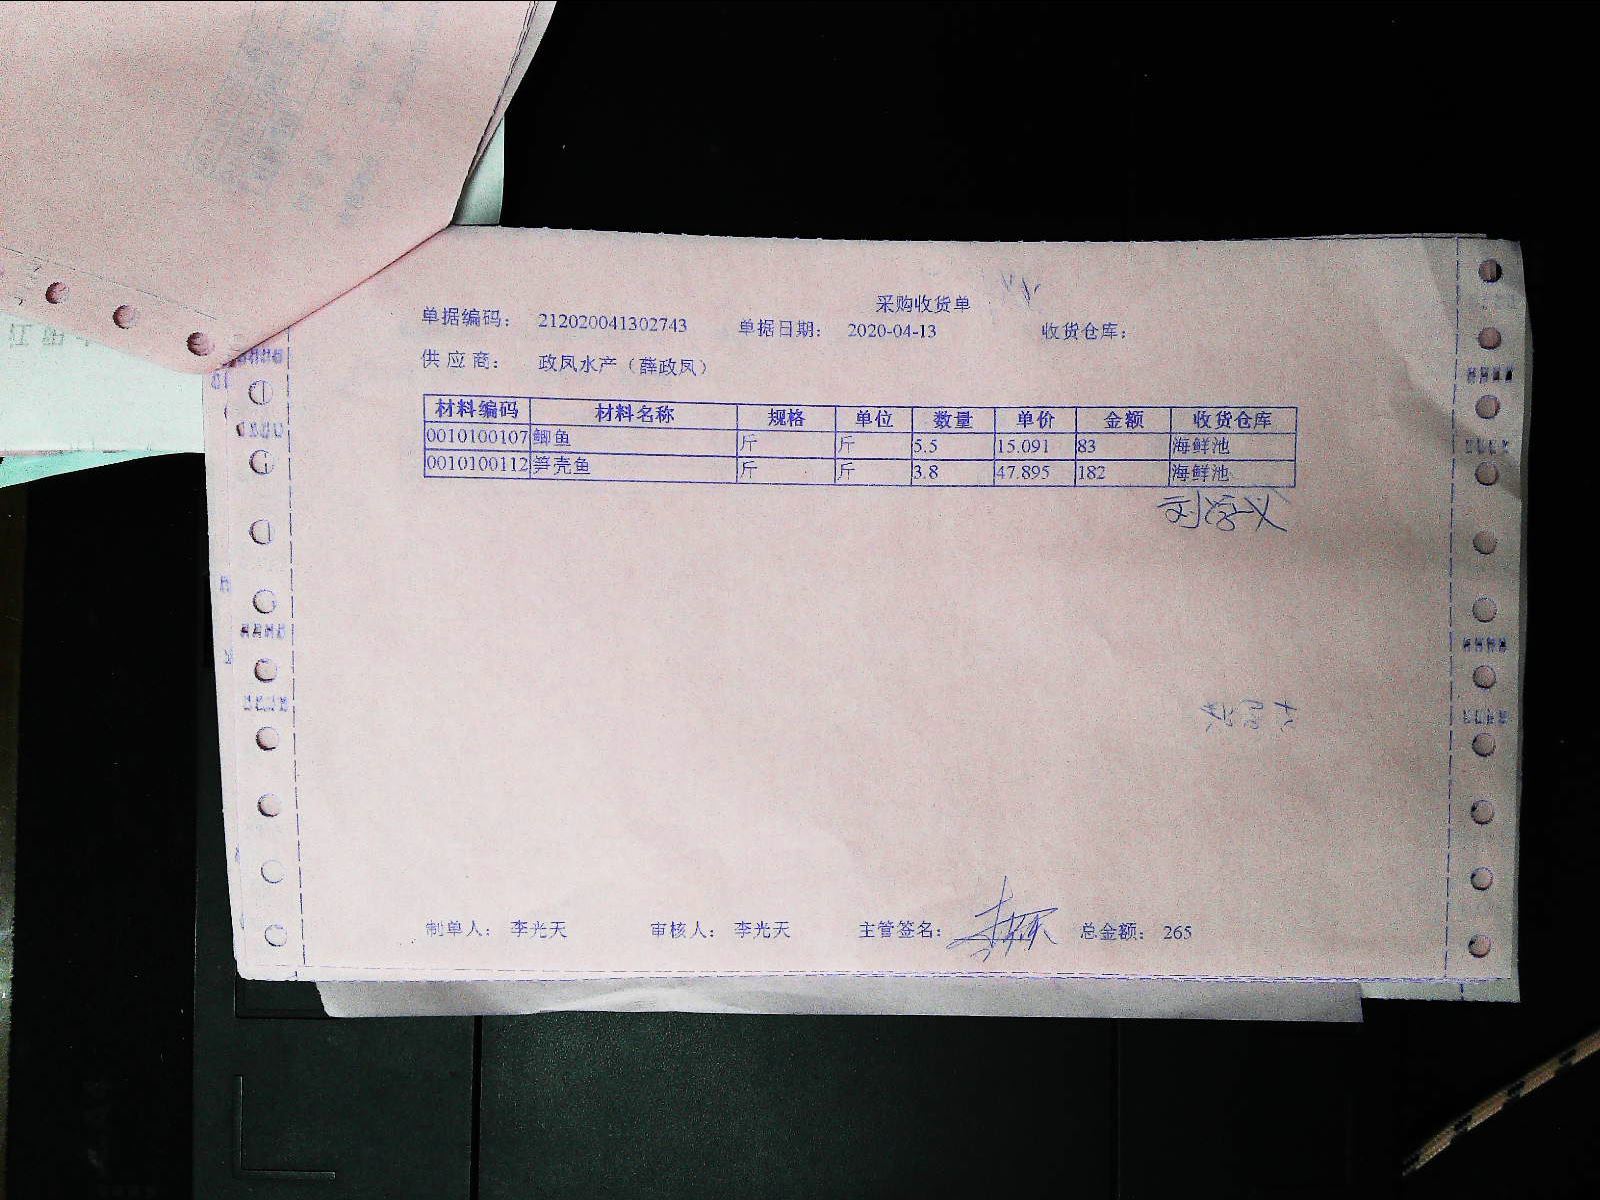 采购收货单
单据编码： 212020041302743 单据日期： 2020-04-13 收货仓库：
供应商： 政凤水产（薛政凤）
材料编码 材料名称 规格 单位 数量 单价 金额 收货仓库
0010100107 鲫鱼 斤 斤 5.5 15.091 83 海鲜池
0010100112 笋壳鱼 斤 斤 3.8 47.895 182 海鲜池
制单人： 李光天 审核人： 李光天 主管签名： 总金额： 265